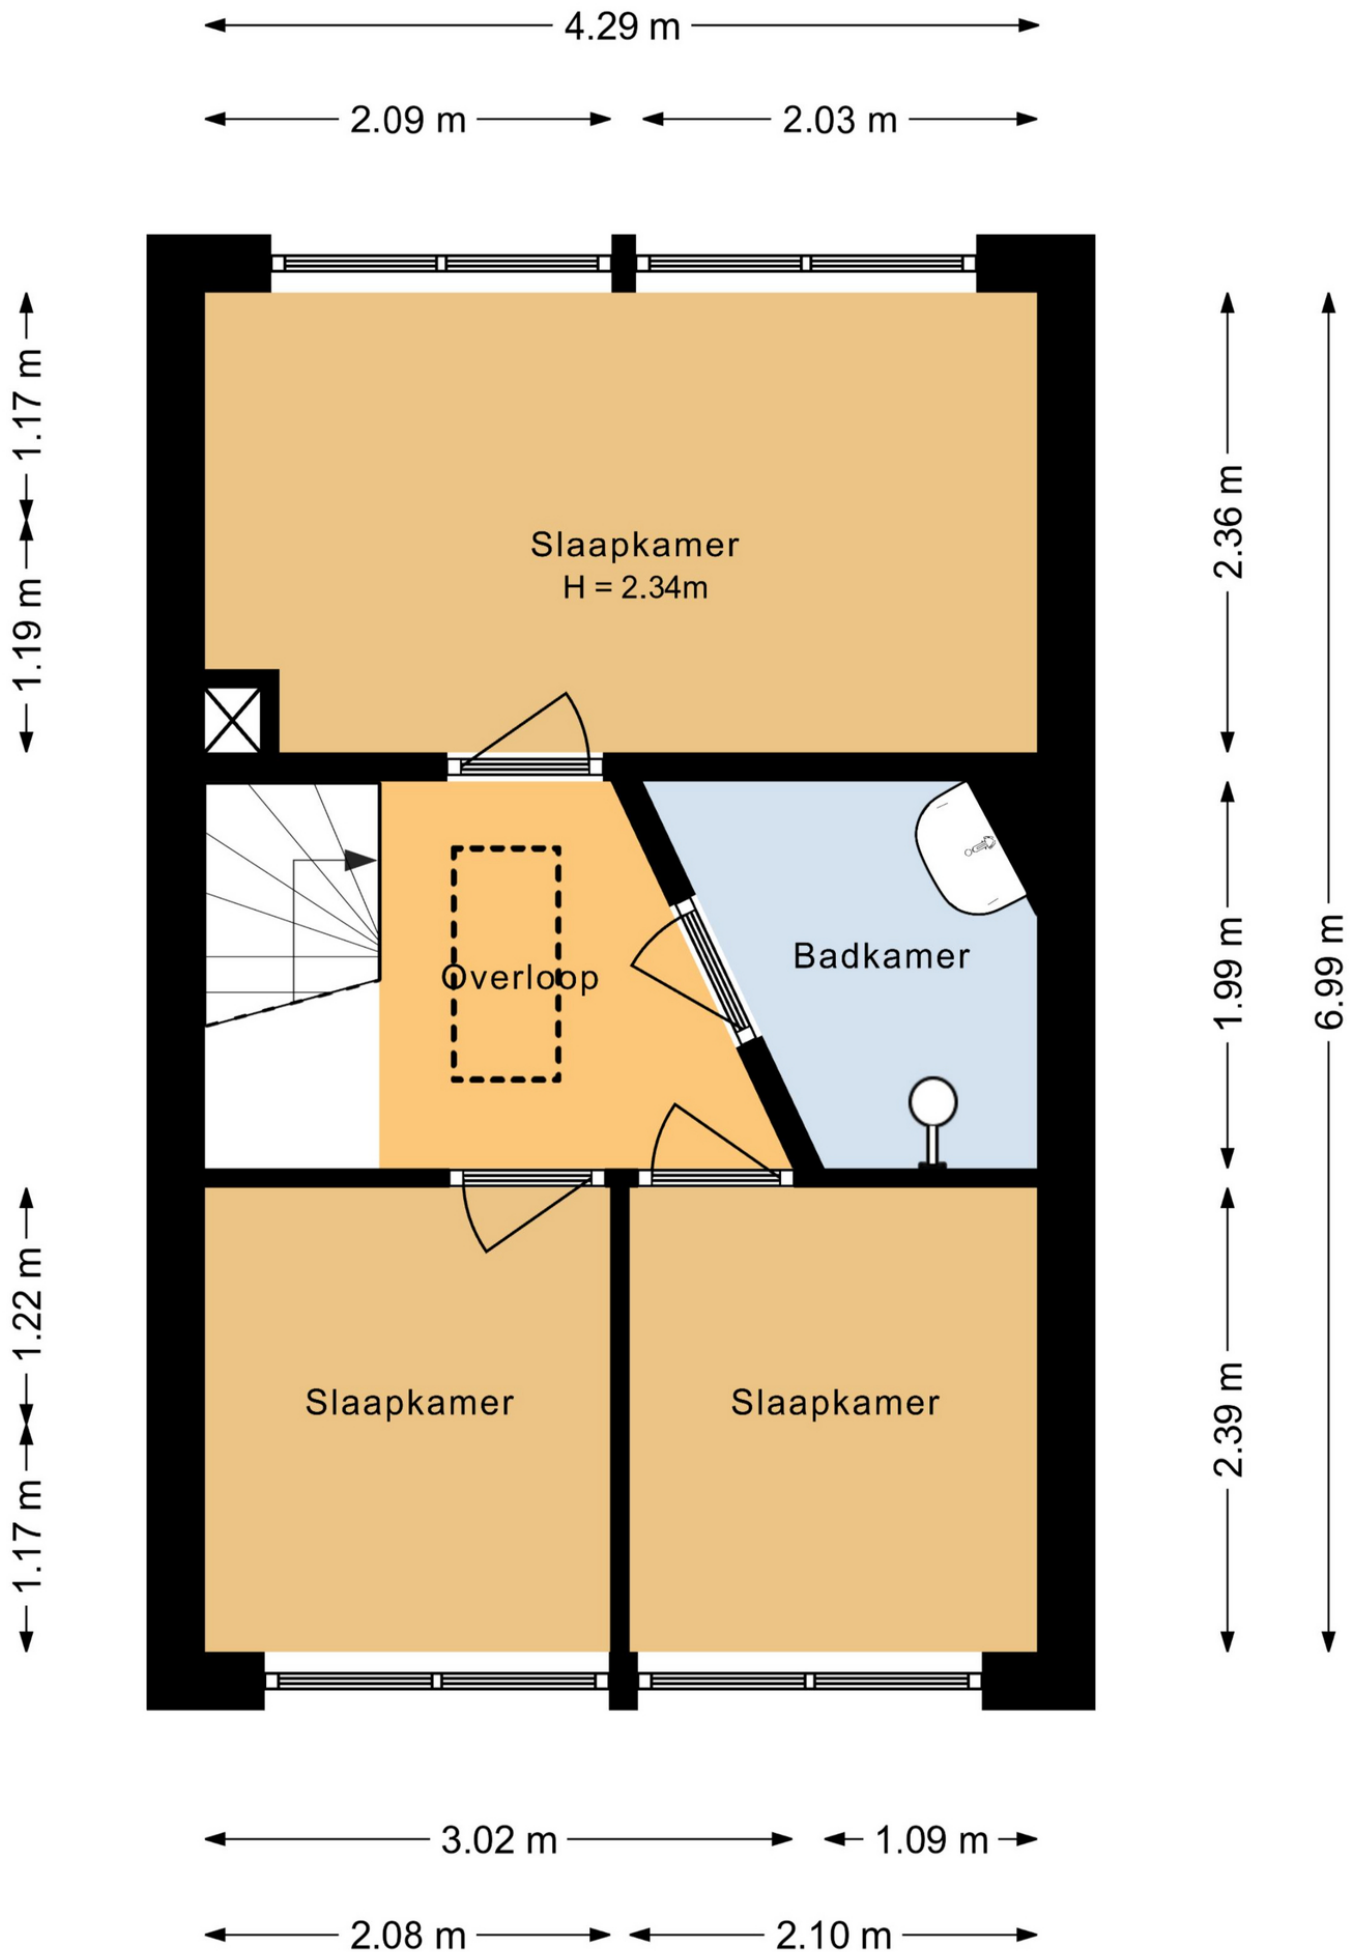 4.29 m
2.09 m
2.03 m
1.17 m
1.19 m
2.36 m
Slaapkamer
H = 2.34m
1.99 m
6.99 m
Overloop
Badkamer
1.22 m
1.17 m
2.39 m
Slaapkamer
Slaapkamer
3.02 m
1.09 m
2.08 m
2.10 m